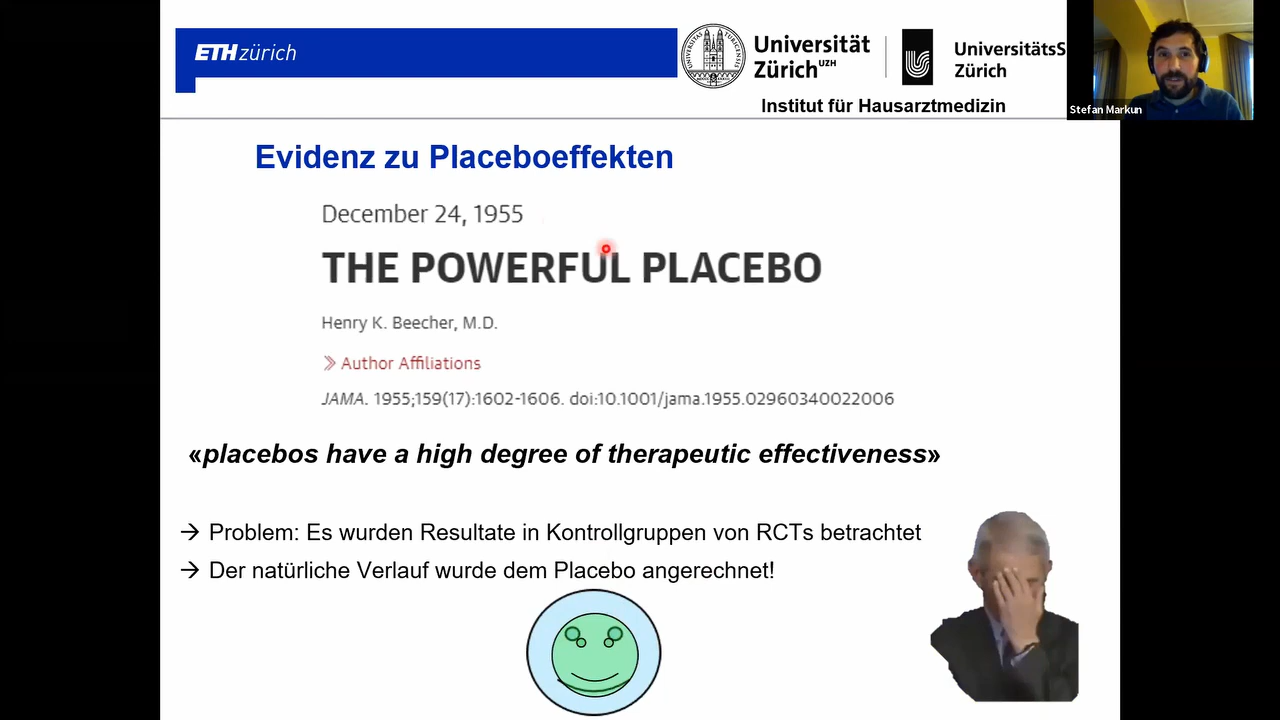 ETH zürich
Universität
Zürich UZH
UniversitätsS
Zürich
Institut für Hausarztmedizin
Stefan Markun
Evidenz zu Placeboeffekten
December 24, 1955
THE POWERFUL PLACEBO
Henry K. Beecher, M.D.
» Author Affiliations
JAMA. 1955;159(17):1602-1606. doi:10.1001/jama.1955.02960340022006
«placebos have a high degree of therapeutic effectiveness»
→ Problem: Es wurden Resultate in Kontrollgruppen von RCTs betrachtet
→ Der natürliche Verlauf wurde dem Placebo angerechnet!